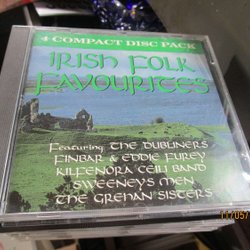 4 COMPACT DISC PACK
IRISH FOLK
FAVOURITES
Featuring THE DUBLINERS
FINBAR & EDDIE FUREY
KILFENORA CEILI BAND
SWEENEY'S MEN
THE GREHAN SISTERS